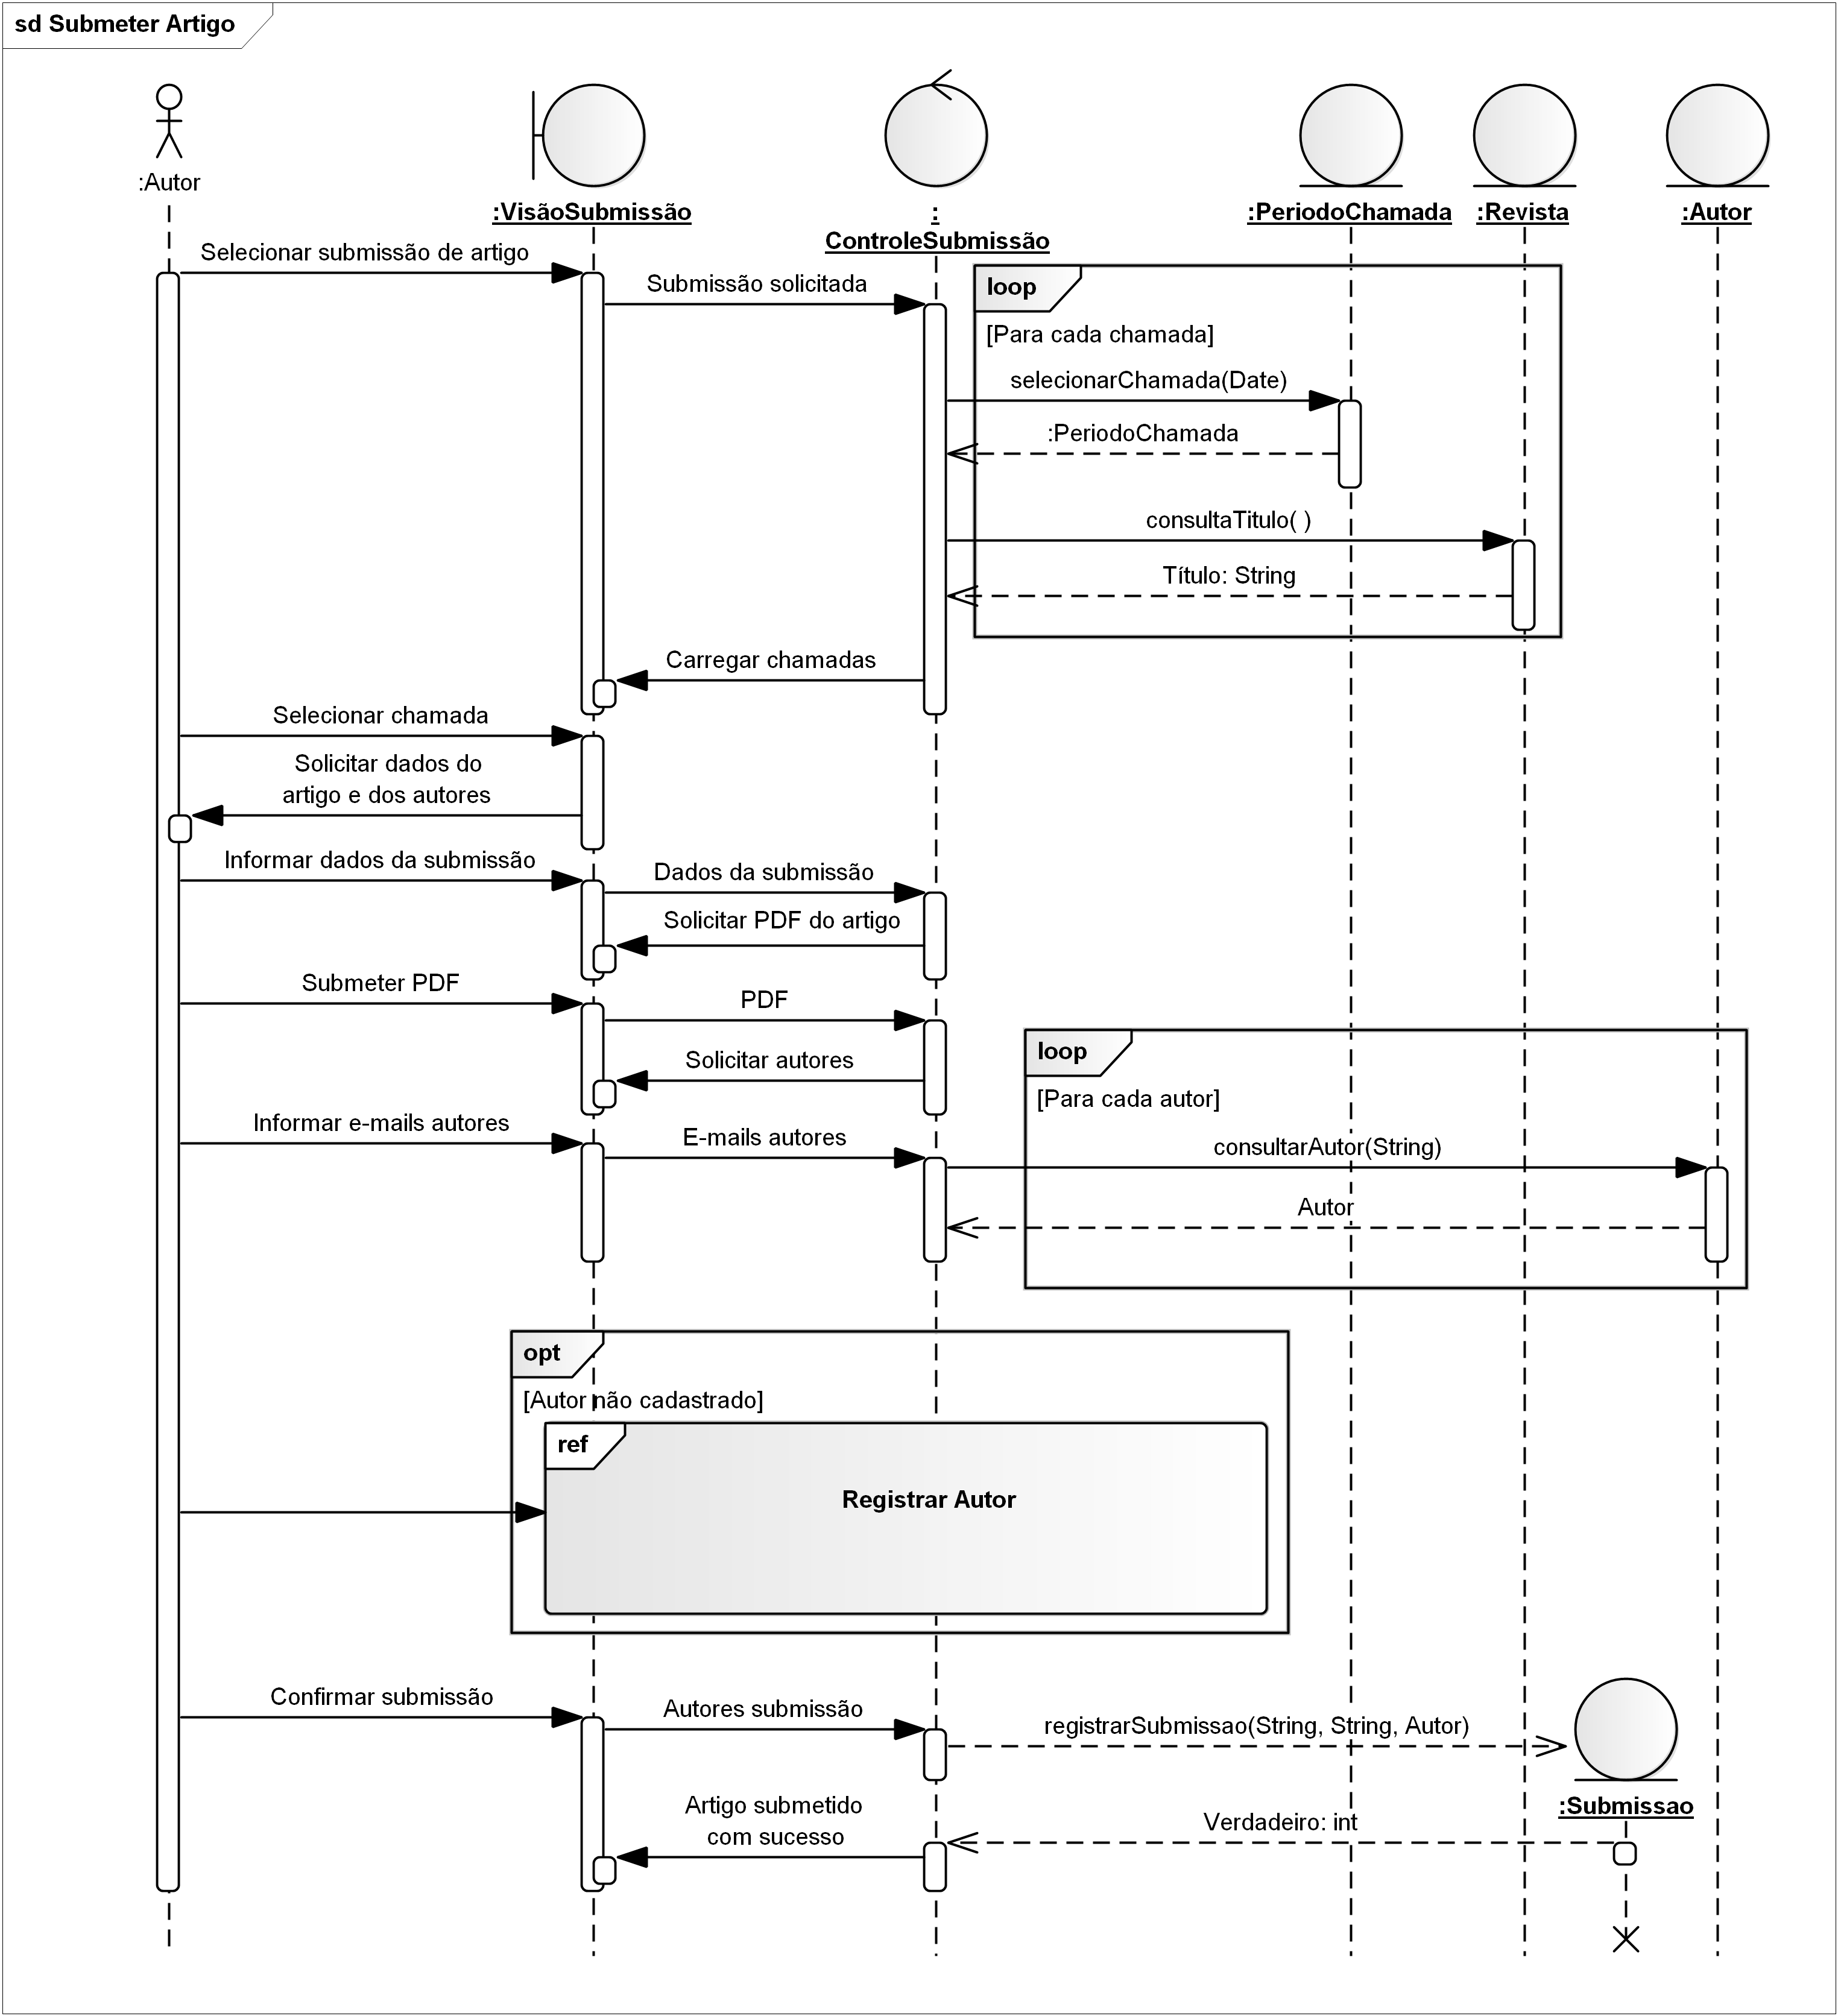 sd Submeter Artigo
:Autor
:VisãoSubmissão
:
ControleSubmissão
:PeriodoChamada
:Revista
:Autor
Selecionar submissão de artigo
Submissão solicitada
loop
[Para cada chamada]
selecionarChamada(Date)
:PeriodoChamada
consultaTitulo( )
Título: String
Carregar chamadas
Selecionar chamada
Solicitar dados do
artigo e dos autores
Informar dados da submissão
Dados da submissão
Solicitar PDF do artigo
Submeter PDF
PDF
Solicitar autores
loop
[Para cada autor]
Informar e-mails autores
E-mails autores
consultarAutor(String)
Autor
opt
[Autor não cadastrado]
ref
Registrar Autor
Confirmar submissão
Autores submissão
registrarSubmissao(String, String, Autor)
:Submissao
Verdadeiro: int
Artigo submetido
com sucesso